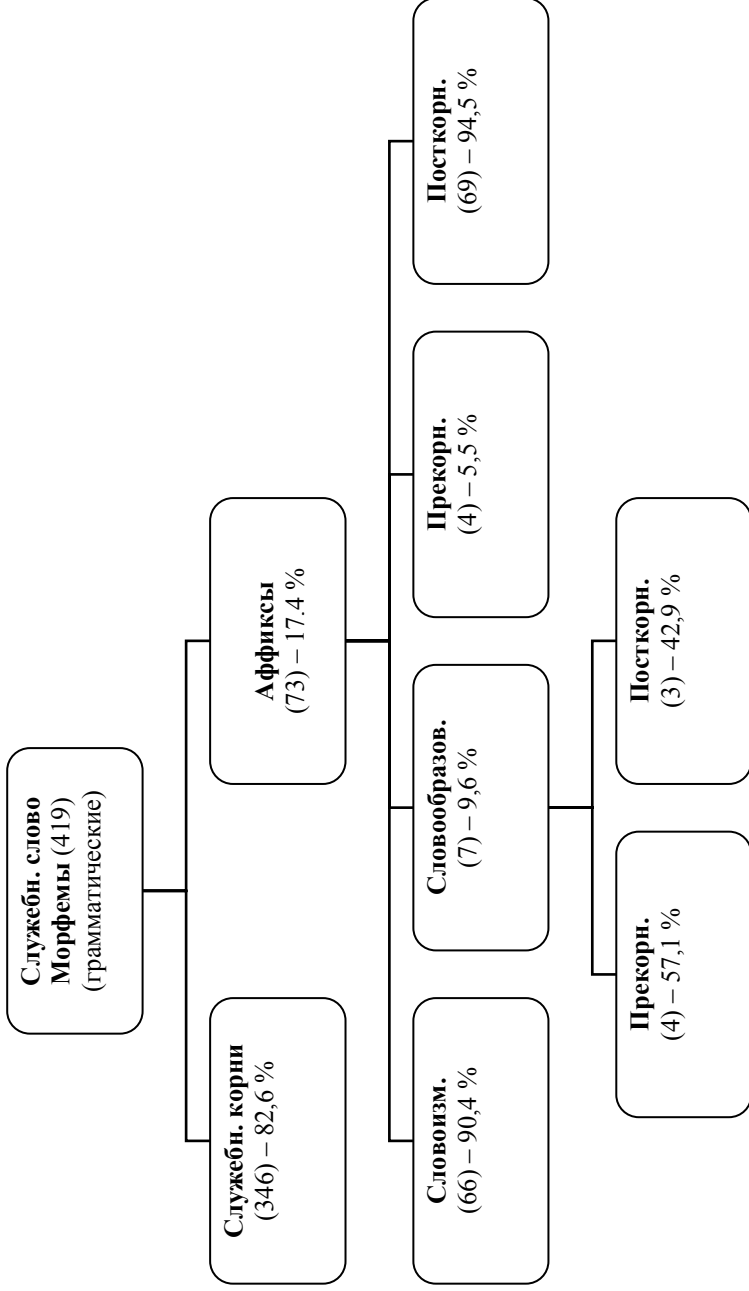 Служебн. слово
Морфемы (419)
(грамматические)
Служебн. корни
(346) – 82,6 %
Аффиксы
(73) – 17.4 %
Словоизм.
(66) – 90,4 %
Словообразов.
(7) – 9,6 %
Прекорн.
(4) – 5,5 %
Посткорн.
(69) – 94,5 %
Прекорн.
(4) – 57,1 %
Посткорн.
(3) – 42,9 %